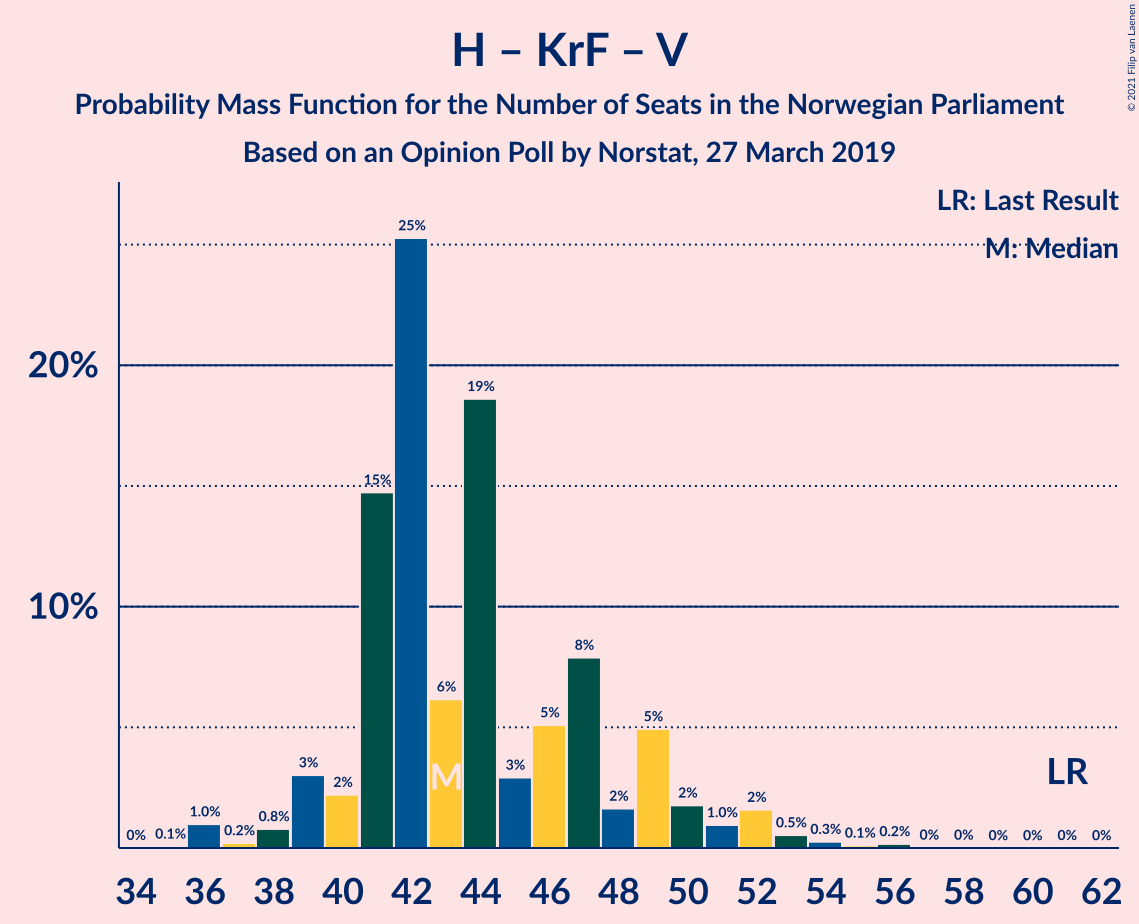 H – KrF – V
Probability Mass Function for the Number of Seats in the Norwegian Parliament
Based on an Opinion Poll by Norstat, 27 March 2019
© 2021 Filip van Laenen
LR: Last Result
M: Median
20%
10%
0% 0.1% 1.0% 0.2% 0.8% 3% 2% 15% 25% 6% 19% 3% 5% 8% 2% 5% 2% 1.0% 2% 0.5% 0.3% 0.1% 0.2% 0% 0% 0% 0% 0% 0%
M
LR
34 36 38 40 42 44 46 48 50 52 54 56 58 60 62